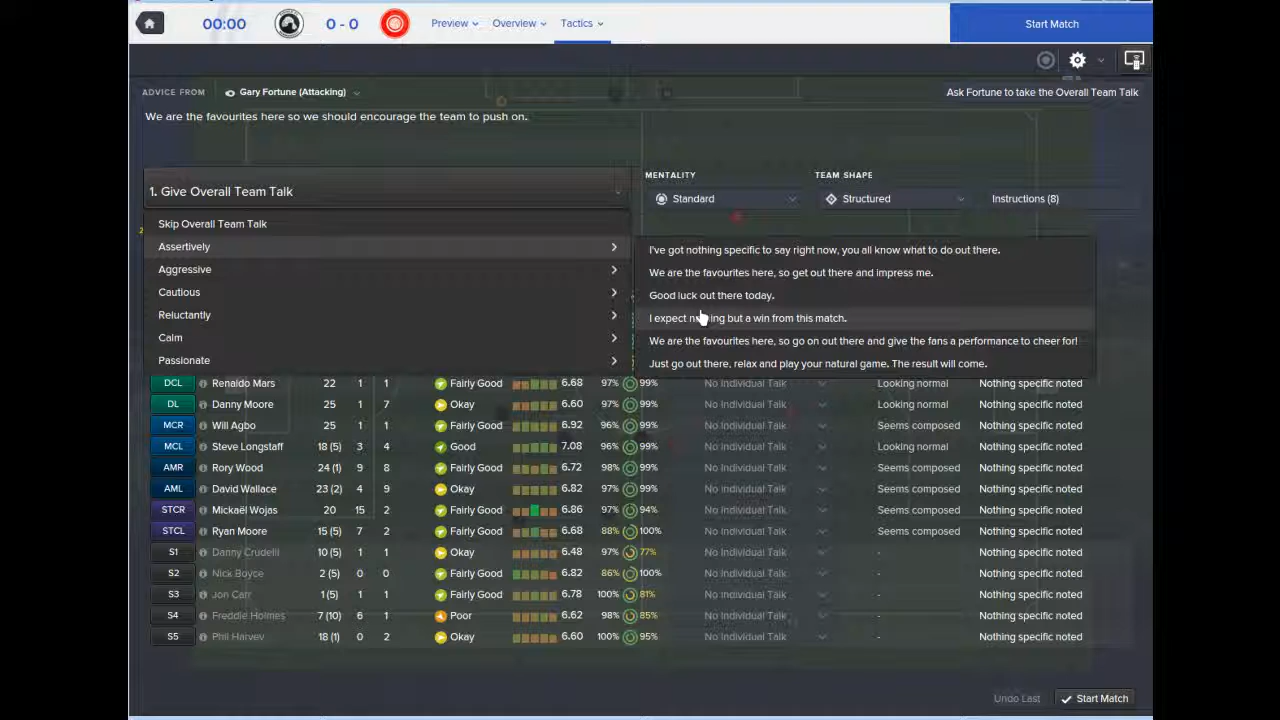 00:00 0 - 0 Preview Overview Tactics Start Match
ADVICE FROM Gary Fortune (Attacking) Ask Fortune to take the Overall Team Talk
We are the favourites here so we should encourage the team to push on.
MENTALITY TEAM SHAPE
1. Give Overall Team Talk Standard Structured Instructions (8)
Skip Overall Team Talk
Assertively I've got nothing specific to say right now, you all know what to do out there.
Aggressive We are the favourites here, so get out there and impress me.
Cautious Good luck out there today.
Reluctantly I expect but a win from this match.
Calm We are the favourites here, so go on out there and give the fans a performance to cheer for!
Passionate Just go out there, relax and play your natural game. The result will come.
DCL Renaldo Mars 22 1 1 Fairly Good 6.68 97% 99% No Individual Talk Looking normal Nothing specific noted
DL Danny Moore 25 1 7 Okay 6.60 97% 99% No Individual Talk Looking normal Nothing specific noted
MCR Will Agbo 25 1 1 Fairly Good 6.92 96% 99% No Individual Talk Seems composed Nothing specific noted
MCL Steve Longstaff 18 (5) 3 4 Good 7.08 96% 99% No Individual Talk Looking normal Nothing specific noted
AMR Rory Wood 24 (1) 9 8 Fairly Good 6.72 98% 99% No Individual Talk Seems composed Nothing specific noted
AML David Wallace 23 (2) 4 9 Okay 6.82 97% 99% No Individual Talk Seems composed Nothing specific noted
STCR Mickaël Wojas 20 15 2 Fairly Good 6.86 97% 94% No Individual Talk Seems composed Nothing specific noted
STCL Ryan Moore 15 (5) 7 2 Fairly Good 6.68 88% 100% No Individual Talk Seems composed Nothing specific noted
S1 Danny Crudelli 10 (5) 1 1 Okay 6.48 97% 77% No Individual Talk - Nothing specific noted
S2 Nick Boyce 2 (5) 0 0 Fairly Good 6.82 86% 100% No Individual Talk - Nothing specific noted
S3 Jon Carr 1 (5) 1 1 Fairly Good 6.78 100% 81% No Individual Talk - Nothing specific noted
S4 Freddie Holmes 7 (10) 6 1 Poor 6.62 98% 85% No Individual Talk - Nothing specific noted
S5 Phil Harvey 18 (1) 0 2 Okay 6.60 100% 95% No Individual Talk - Nothing specific noted
Undo Last Start Match